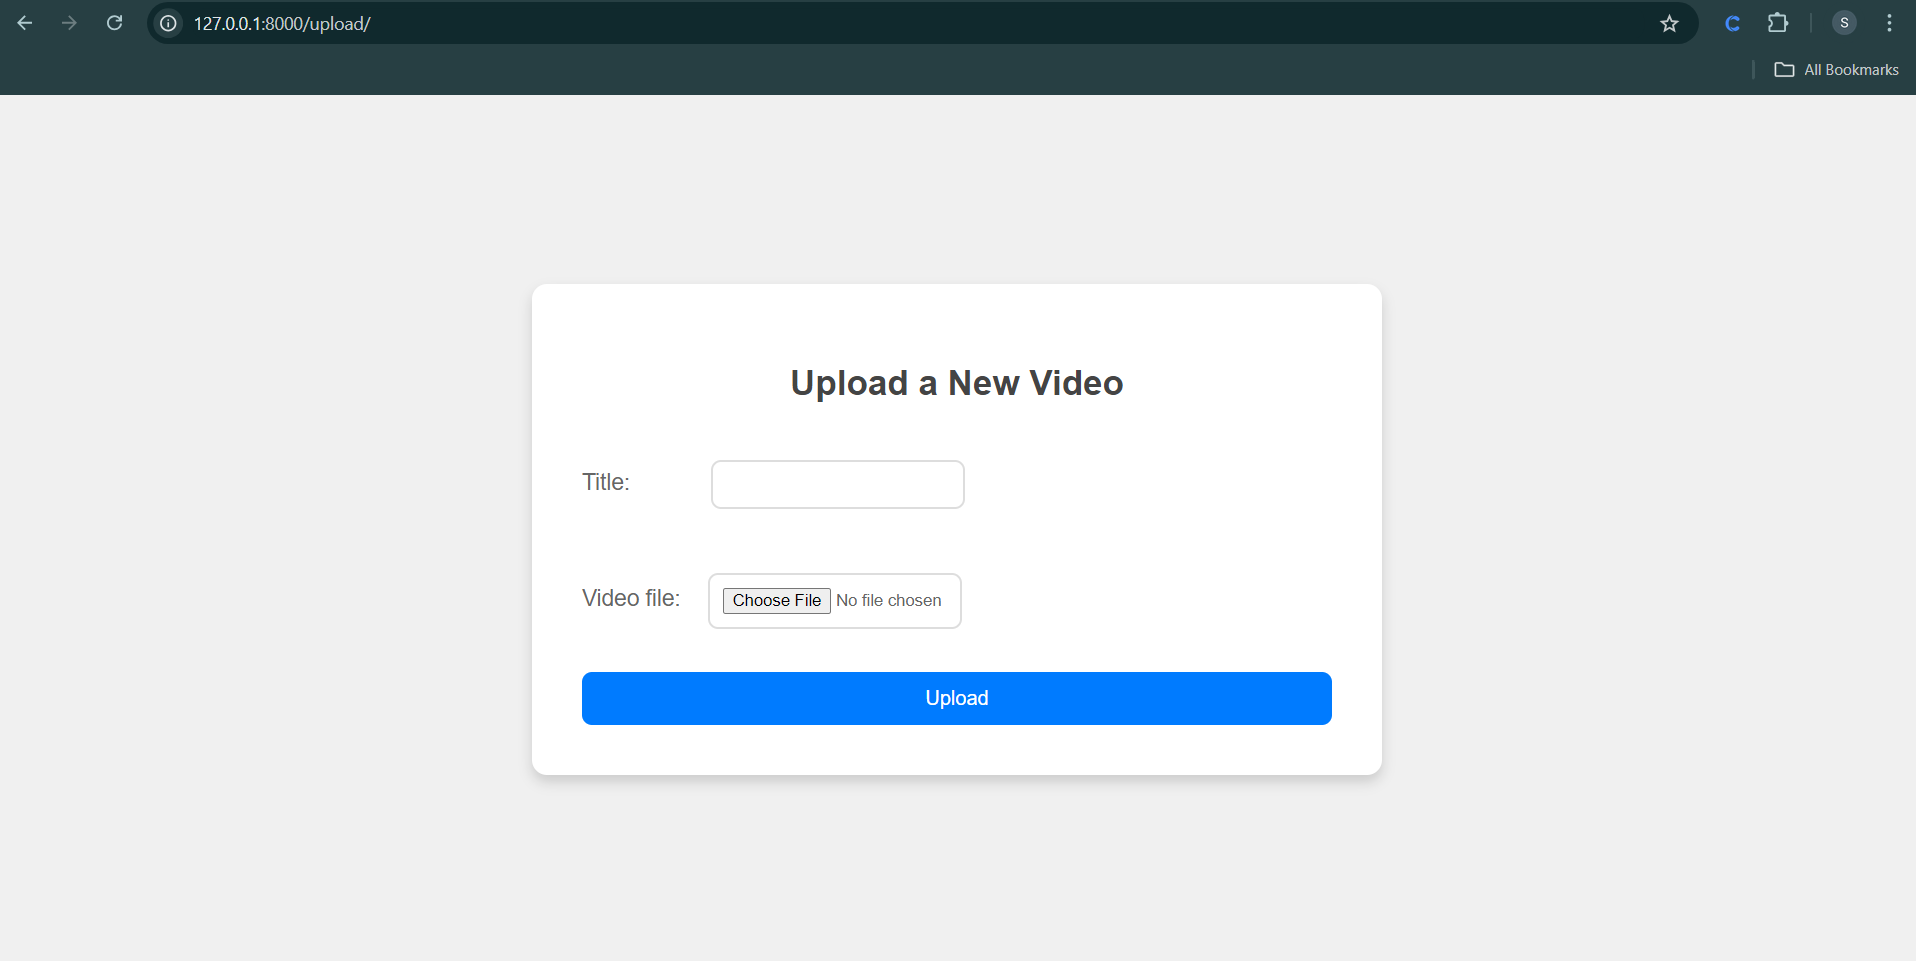 127.0.0.1:8000/upload/
S
All Bookmarks
Upload a New Video
Title:
Video file:
Choose File No file chosen
Upload